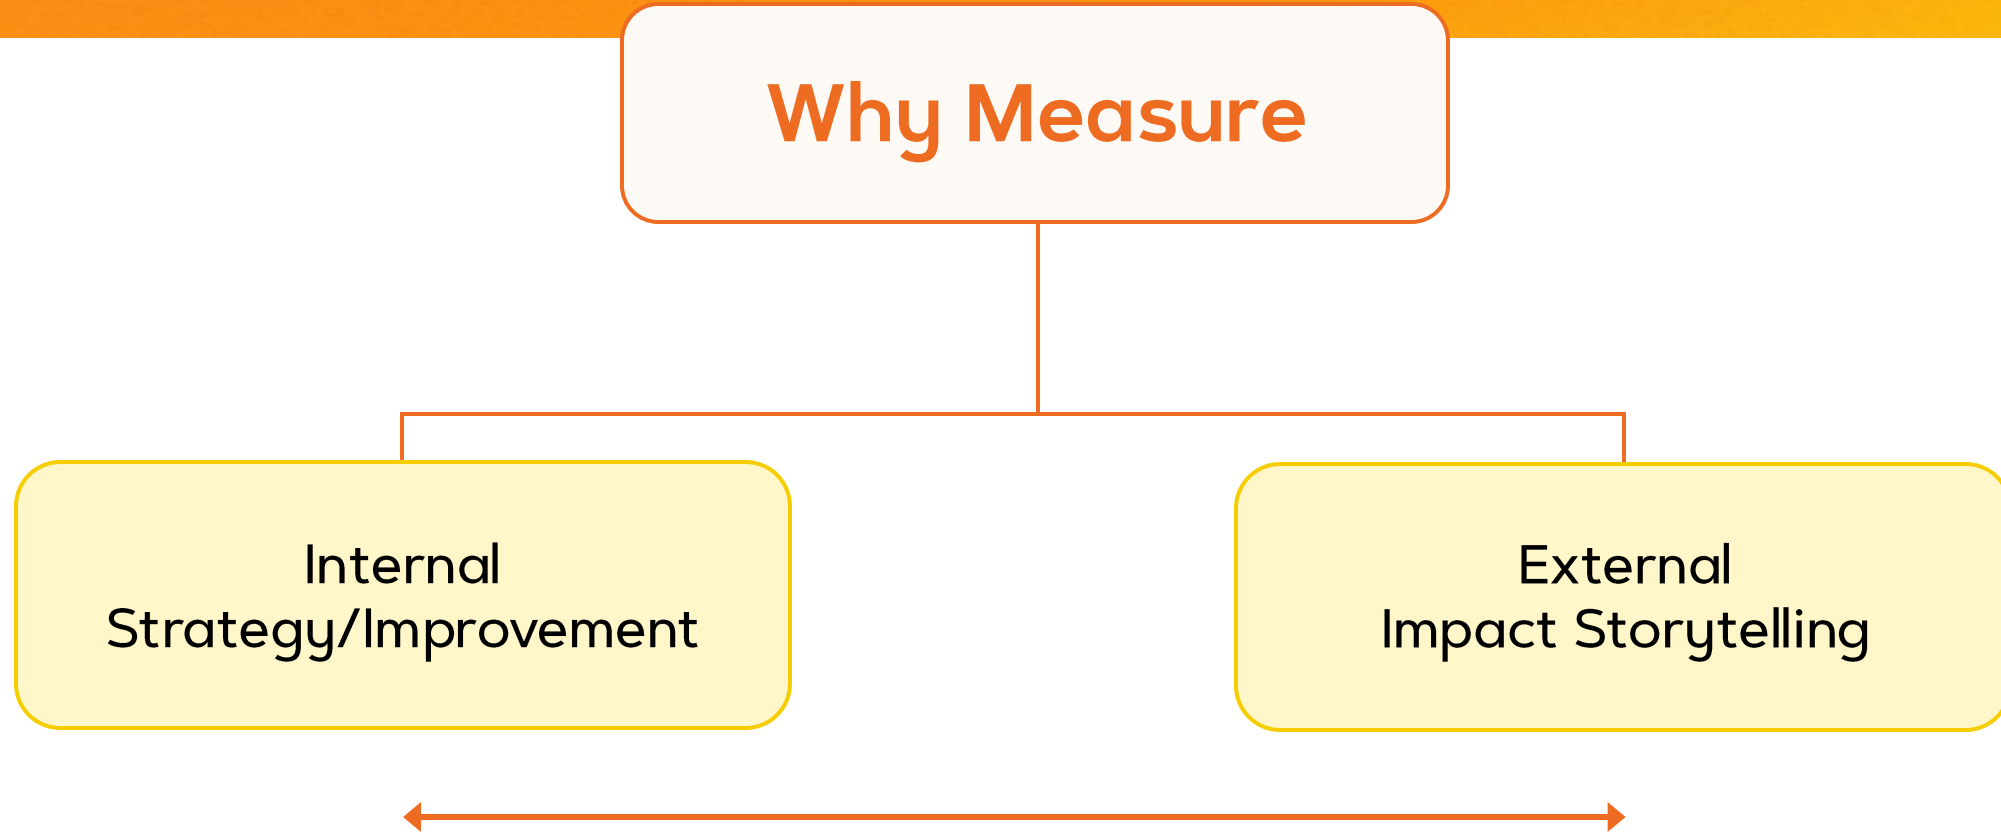 Why Measure
Internal
Strategy/Improvement
External
Impact Storytelling